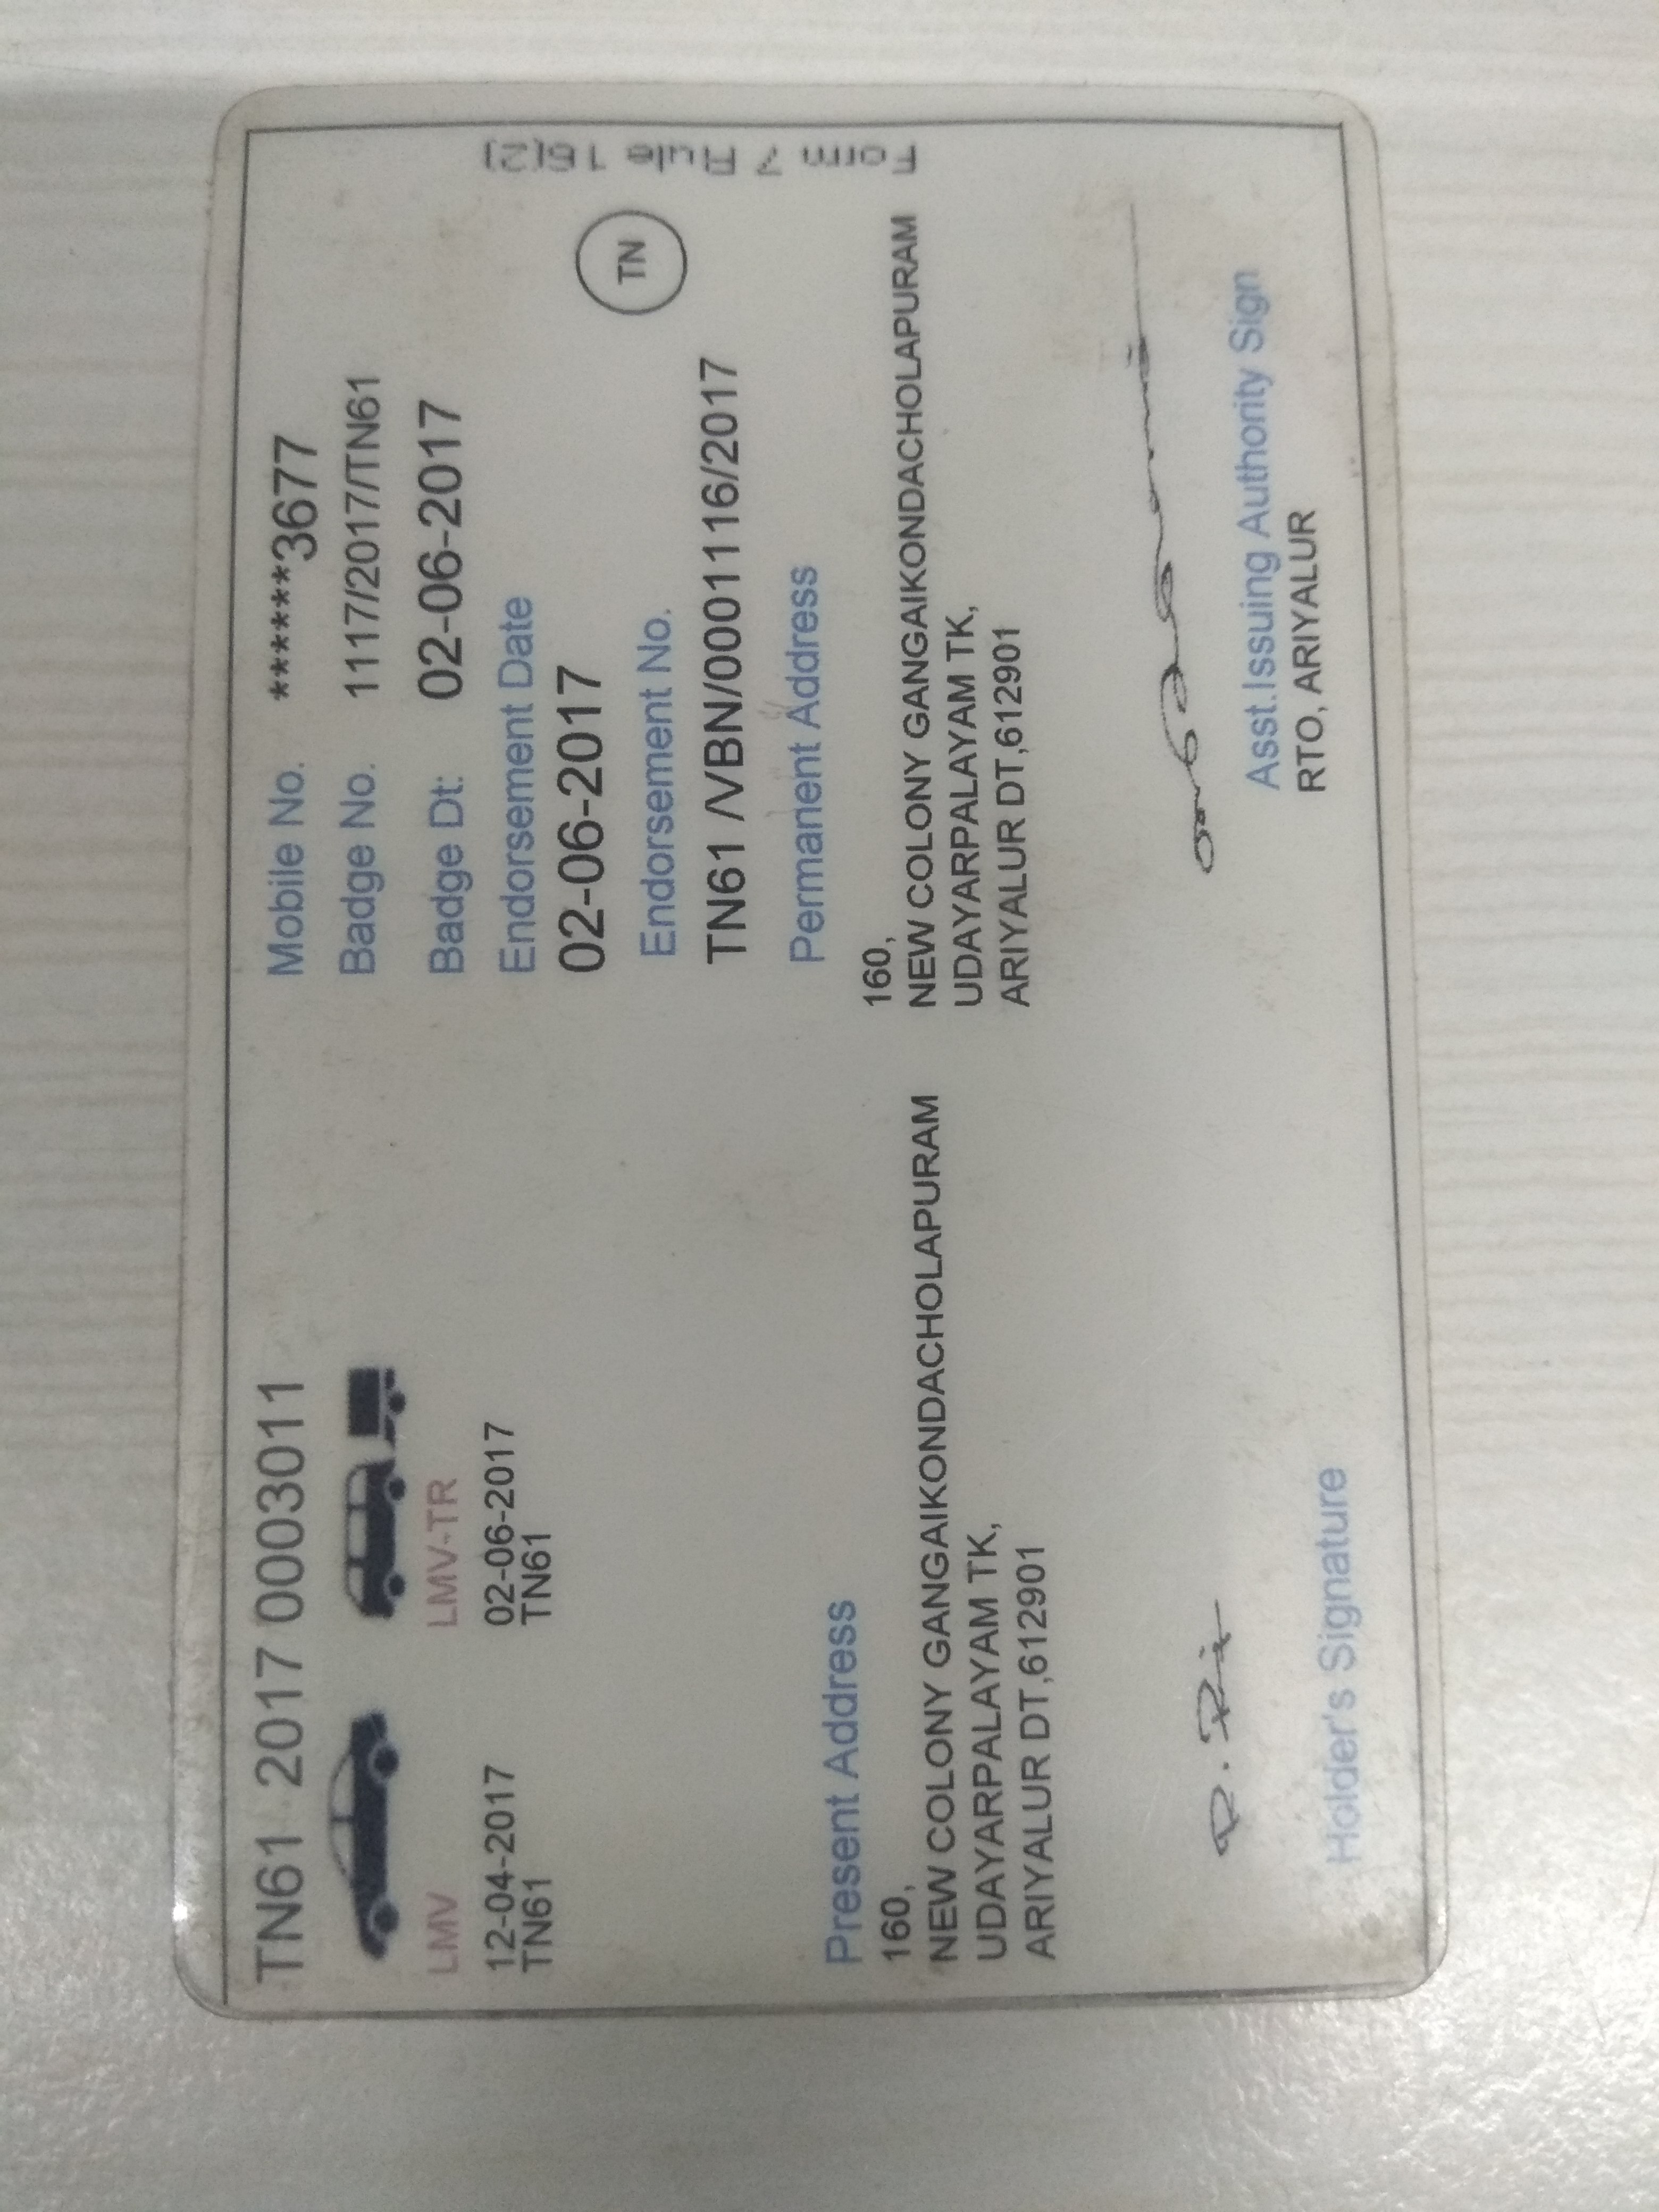 TN61 2017 0003011
LMV
12-04-2017
TN61
LMV-TR
02-06-2017
TN61
Mobile No. ******3677
Badge No. 1117/2017/TN61
Badge Dt: 02-06-2017
Endorsement Date
02-06-2017
TN
Endorsement No.
TN61 /VBN/0001116/2017
Form 7 Rule 16(2)
Present Address
160,
NEW COLONY GANGAIKONDACHOLAPURAM
UDAYARPALAYAM TK,
ARIYALUR DT,612901
Permanent Address
160,
NEW COLONY GANGAIKONDACHOLAPURAM
UDAYARPALAYAM TK,
ARIYALUR DT,612901
Holder's Signature
Asst.Issuing Authority Sign
RTO, ARIYALUR